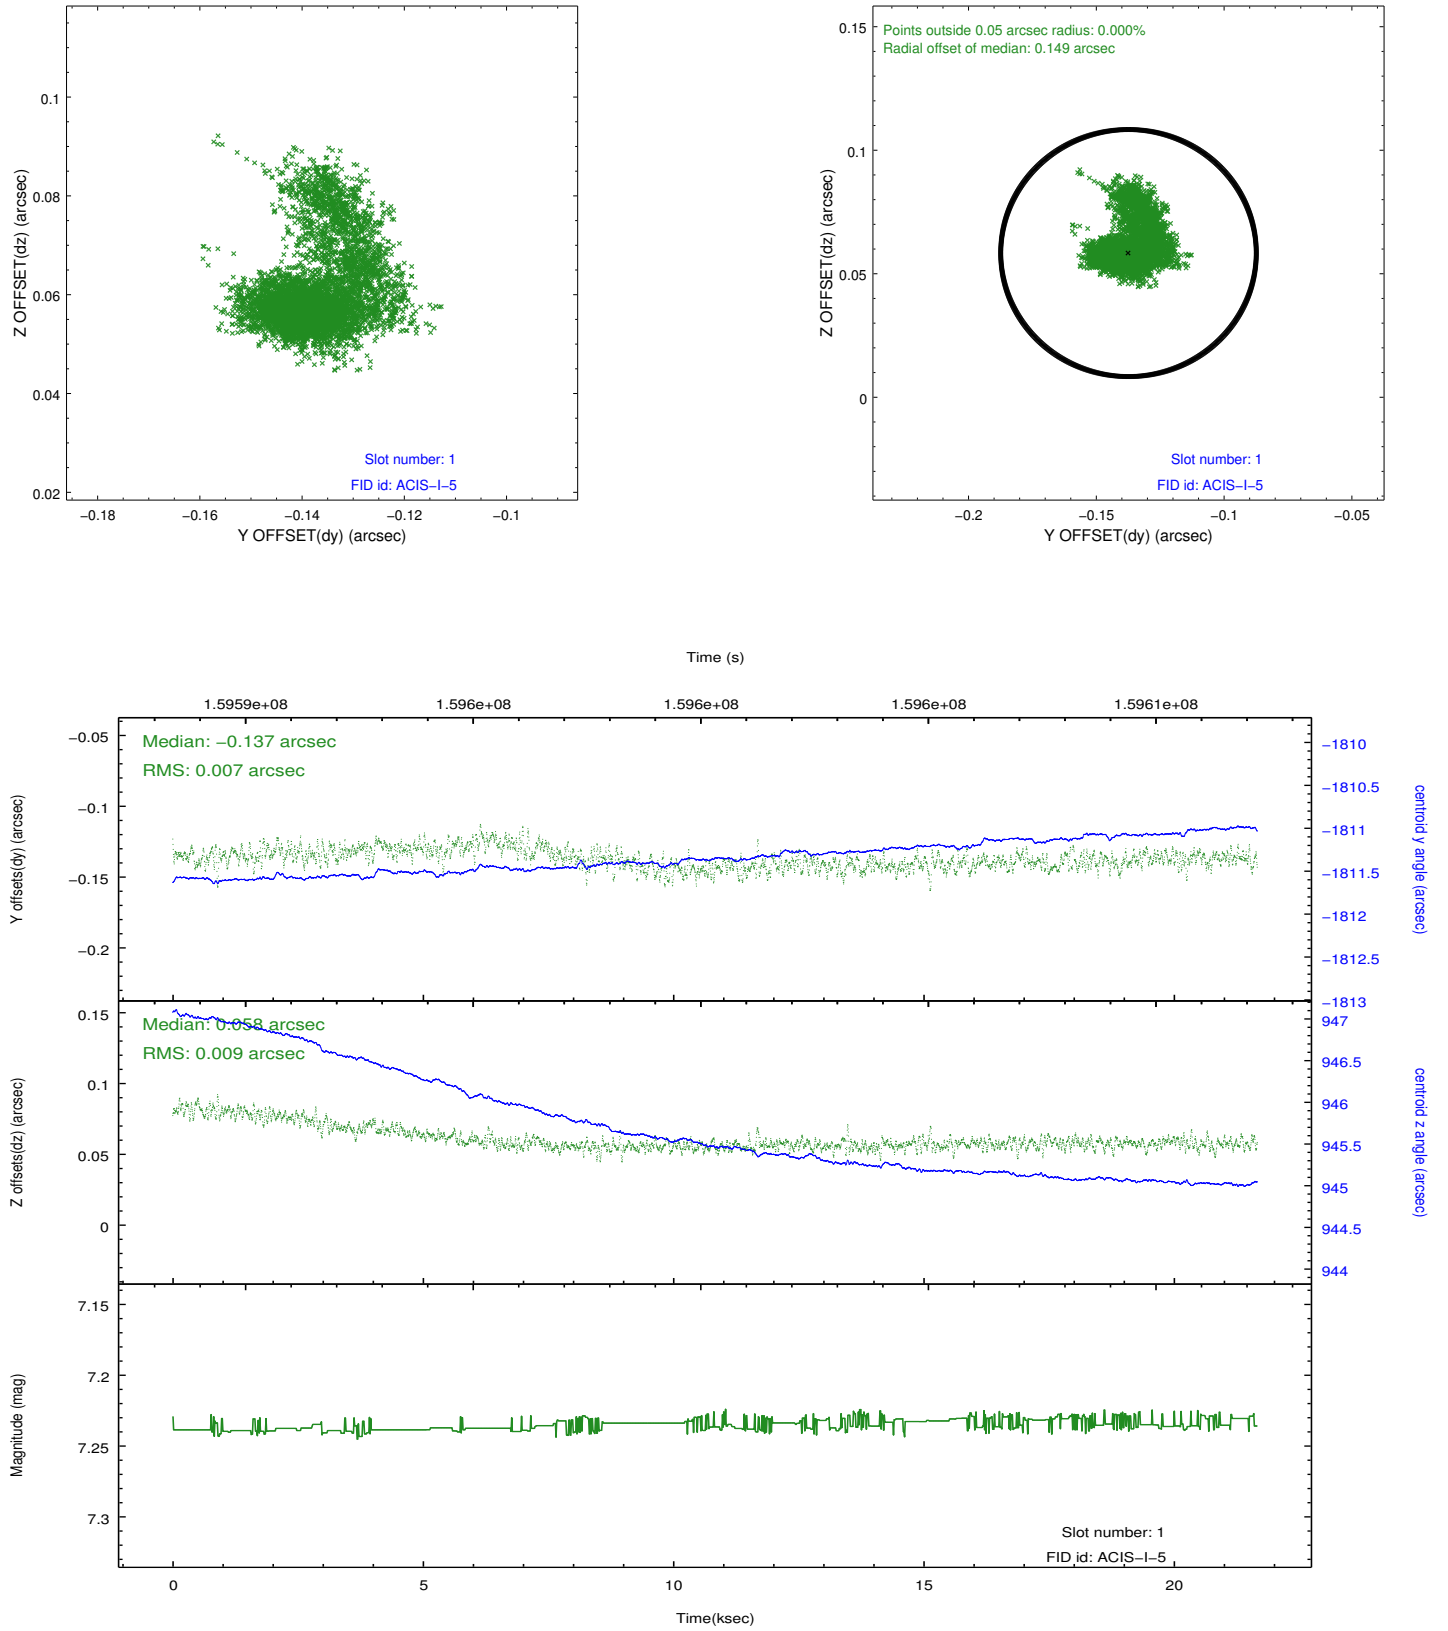 0.1
0.08
0.06
0.04
0.02
Z OFFSET(dz) (arcsec)
Slot number: 1
FID id: ACIS−I−5
−0.18 −0.16 −0.14 −0.12 −0.1
Y OFFSET(dy) (arcsec)
Points outside 0.05 arcsec radius: 0.000%
Radial offset of median: 0.149 arcsec
0.15
0.1
0.05
0
Z OFFSET(dz) (arcsec)
Slot number: 1
FID id: ACIS−I−5
−0.2 −0.15 −0.1 −0.05
Y OFFSET(dy) (arcsec)
Time (s)
1.5959e+08 1.596e+08 1.596e+08 1.596e+08 1.5961e+08
Median: −0.137 arcsec
RMS: 0.007 arcsec
−0.05
−0.1
−0.15
−0.2
Y offsets(dy) (arcsec)
−1810
−1810.5
−1811
−1811.5
−1812
−1812.5
−1813
centroid y angle (arcsec)
Median: 0.058 arcsec
RMS: 0.009 arcsec
0.15
0.1
0.05
0
Z offsets(dz) (arcsec)
947
946.5
946
945.5
945
944.5
944
centroid z angle (arcsec)
7.15
7.2
7.25
7.3
Magnitude (mag)
Slot number: 1
FID id: ACIS−I−5
0 5 10 15 20
Time(ksec)